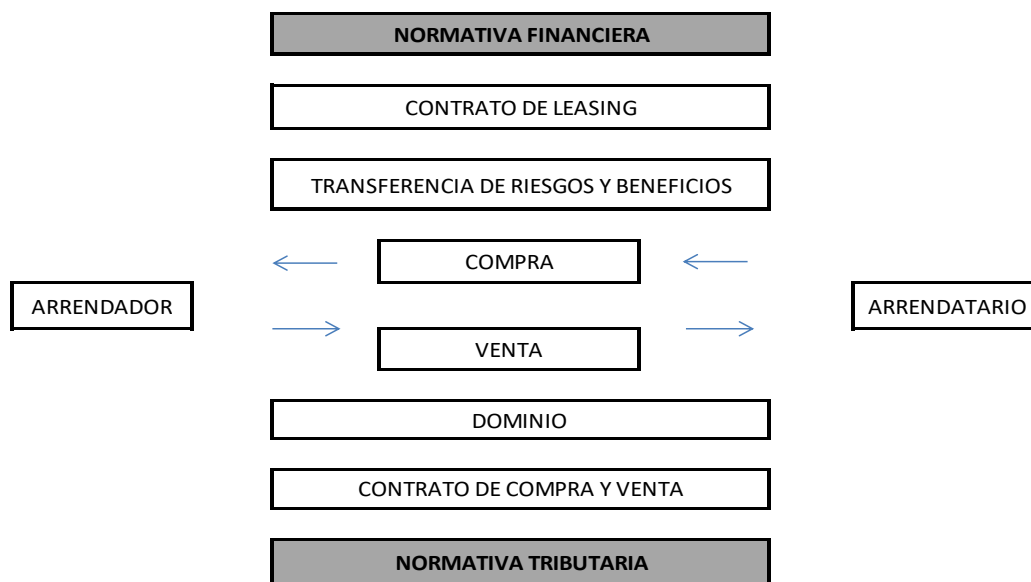 NORMATIVA FINANCIERA
CONTRATO DE LEASING
TRANSFERENCIA DE RIESGOS Y BENEFICIOS
COMPRA
ARRENDADOR
ARRENDATARIO
VENTA
DOMINIO
CONTRATO DE COMPRA Y VENTA
NORMATIVA TRIBUTARIA